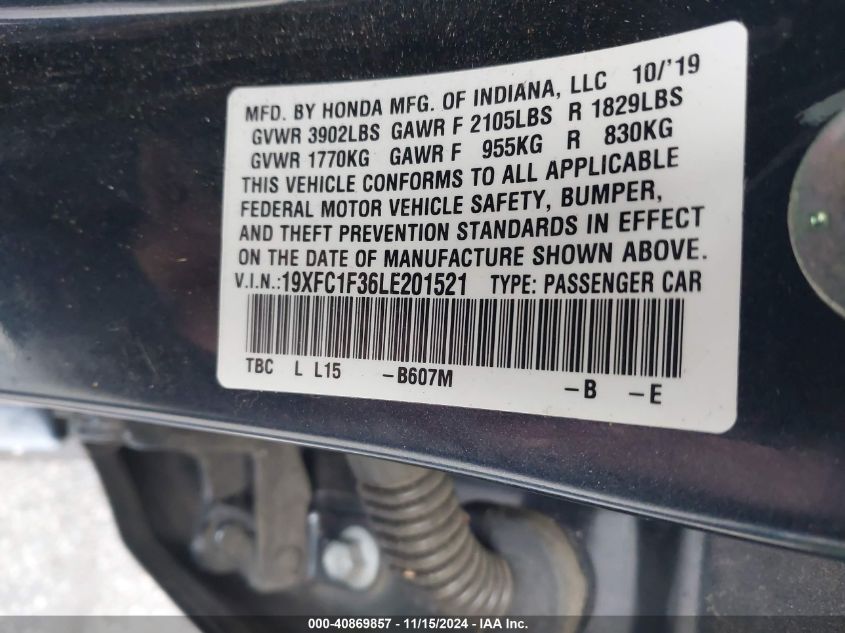 MFD. BY HONDA MFG. OF INDIANA, LLC 10/'19
GVWR 3902LBS GAWR F 2105LBS R 1829LBS
GVWR 1770KG GAWR F 955KG R 830KG
THIS VEHICLE CONFORMS TO ALL APPLICABLE
FEDERAL MOTOR VEHICLE SAFETY, BUMPER,
AND THEFT PREVENTION STANDARDS IN EFFECT
ON THE DATE OF MANUFACTURE SHOWN ABOVE.
V.I.N.:19XFC1F36LE201521 TYPE: PASSENGER CAR
TBC L L15 -B607M -B -E
000-40869857 - 11/15/2024 - IAA Inc.